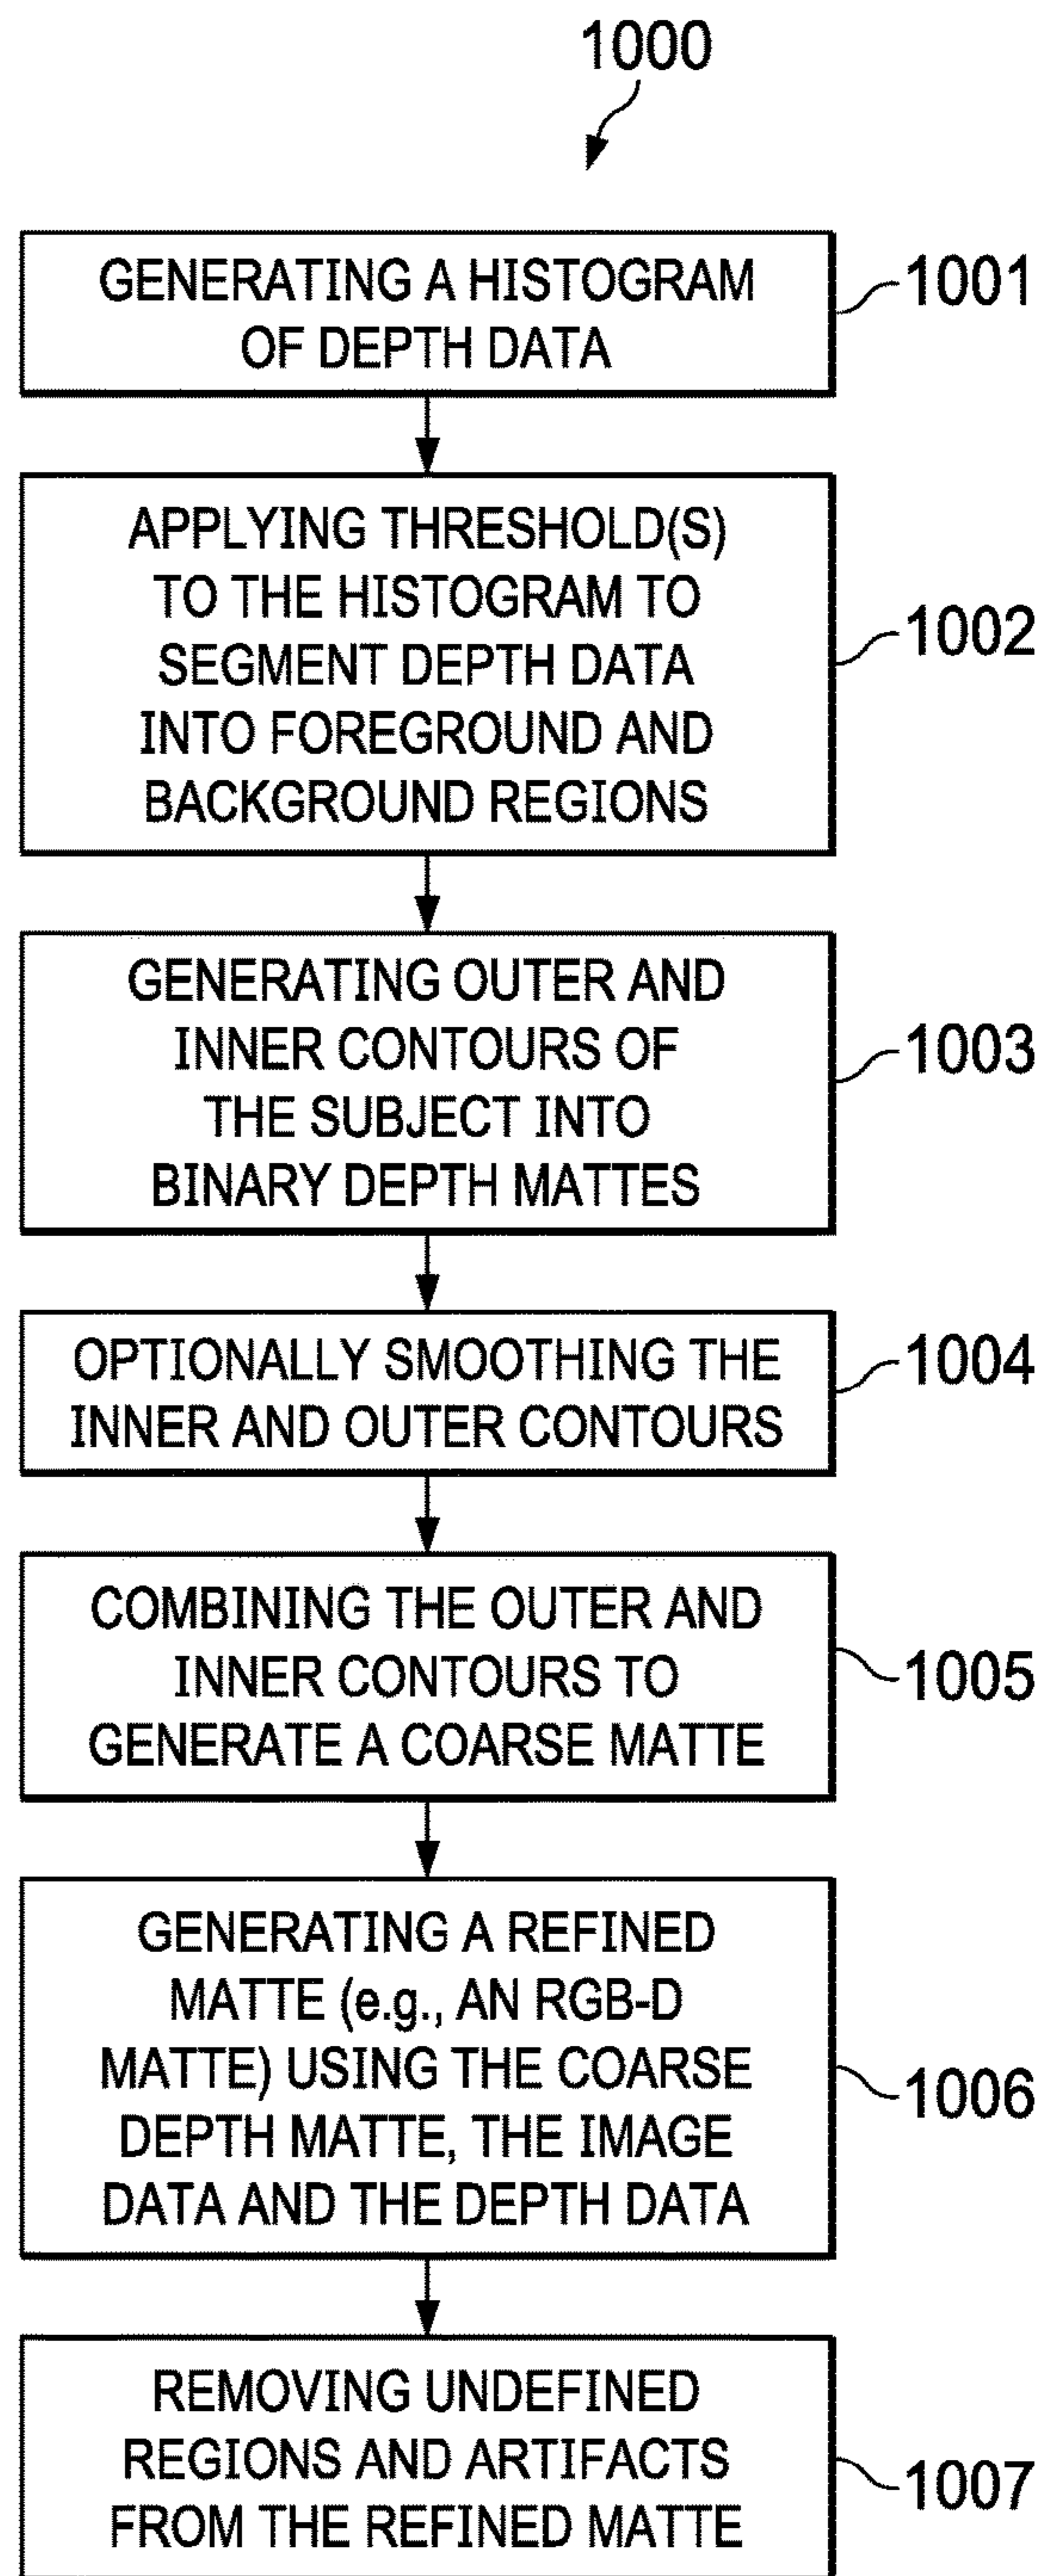 1000
GENERATING A HISTOGRAM
OF DEPTH DATA
1001
APPLYING THRESHOLD(S)
TO THE HISTOGRAM TO
SEGMENT DEPTH DATA
INTO FOREGROUND AND
BACKGROUND REGIONS
1002
GENERATING OUTER AND
INNER CONTOURS OF
THE SUBJECT INTO
BINARY DEPTH MATTES
1003
OPTIONALLY SMOOTHING THE
INNER AND OUTER CONTOURS
1004
COMBINING THE OUTER AND
INNER CONTOURS TO
GENERATE A COARSE MATTE
1005
GENERATING A REFINED
MATTE (e.g., AN RGB-D
MATTE) USING THE COARSE
DEPTH MATTE, THE IMAGE
DATA AND THE DEPTH DATA
1006
REMOVING UNDEFINED
REGIONS AND ARTIFACTS
FROM THE REFINED MATTE
1007